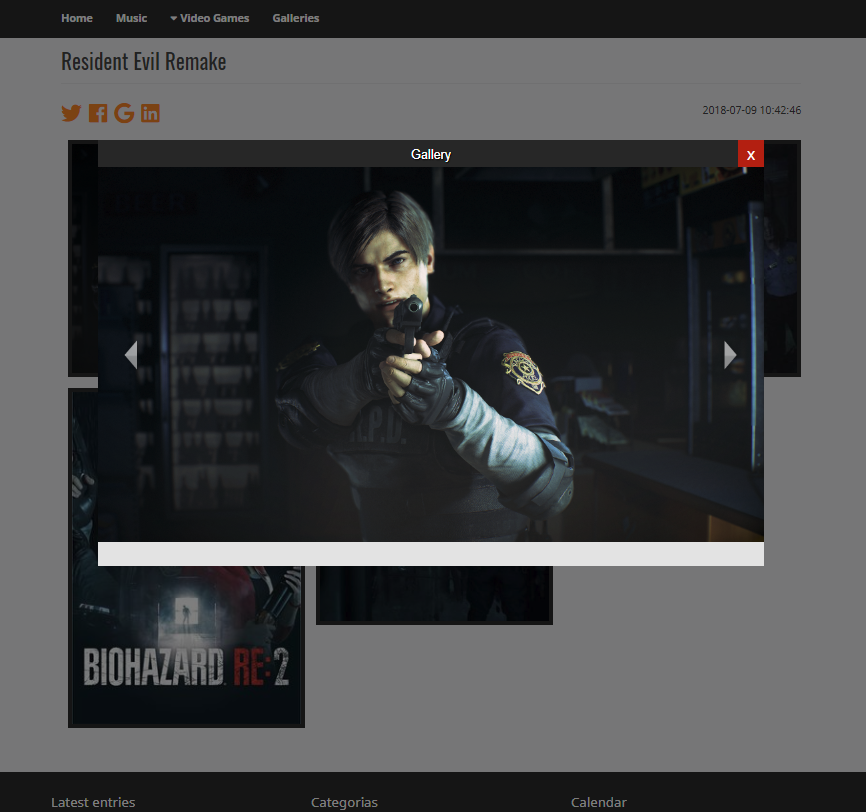 Home Music Video Games Galleries
Resident Evil Remake
2018-07-09 10:42:46
Gallery
X
R.P.D.
BIOHAZARD RE:2
Latest entries Categorias Calendar